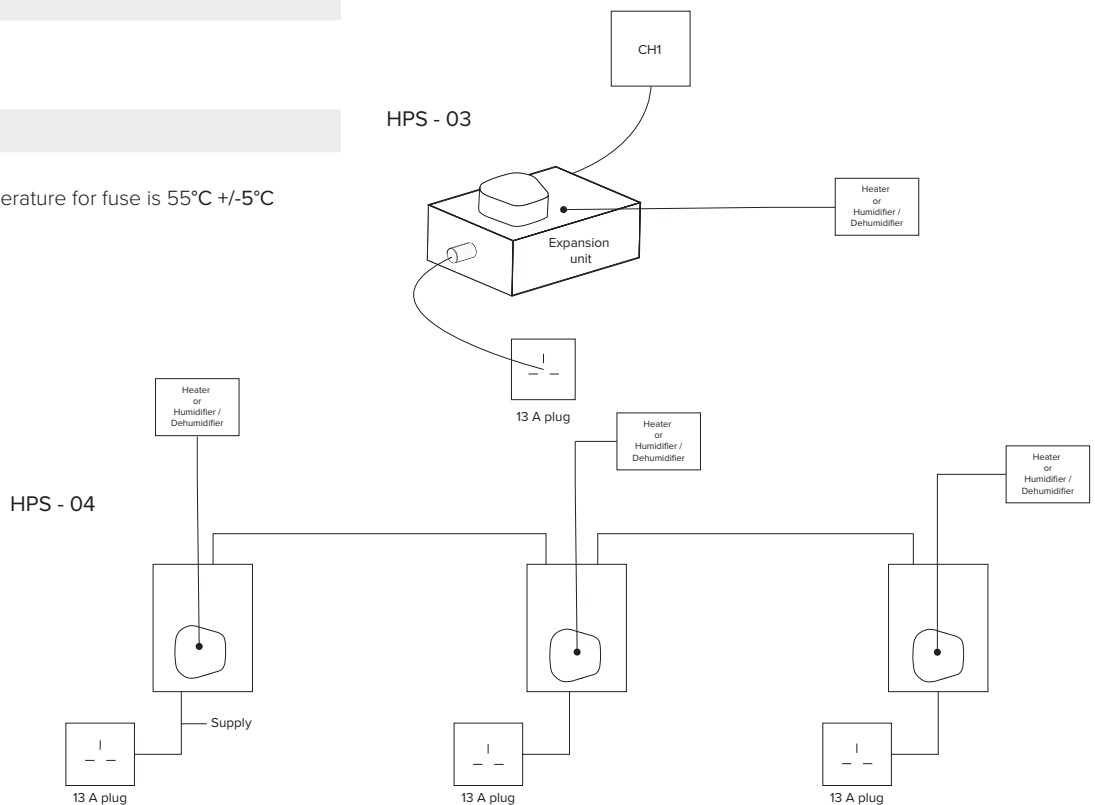 CH1
HPS - 03
erature for fuse is 55°C +/-5°C
Heater
or
Humidifier /
Dehumidifier
Expansion
unit
13 A plug
Heater
or
Humidifier /
Dehumidifier
Heater
or
Humidifier /
Dehumidifier
Heater
or
Humidifier /
Dehumidifier
HPS - 04
Supply
13 A plug
13 A plug
13 A plug